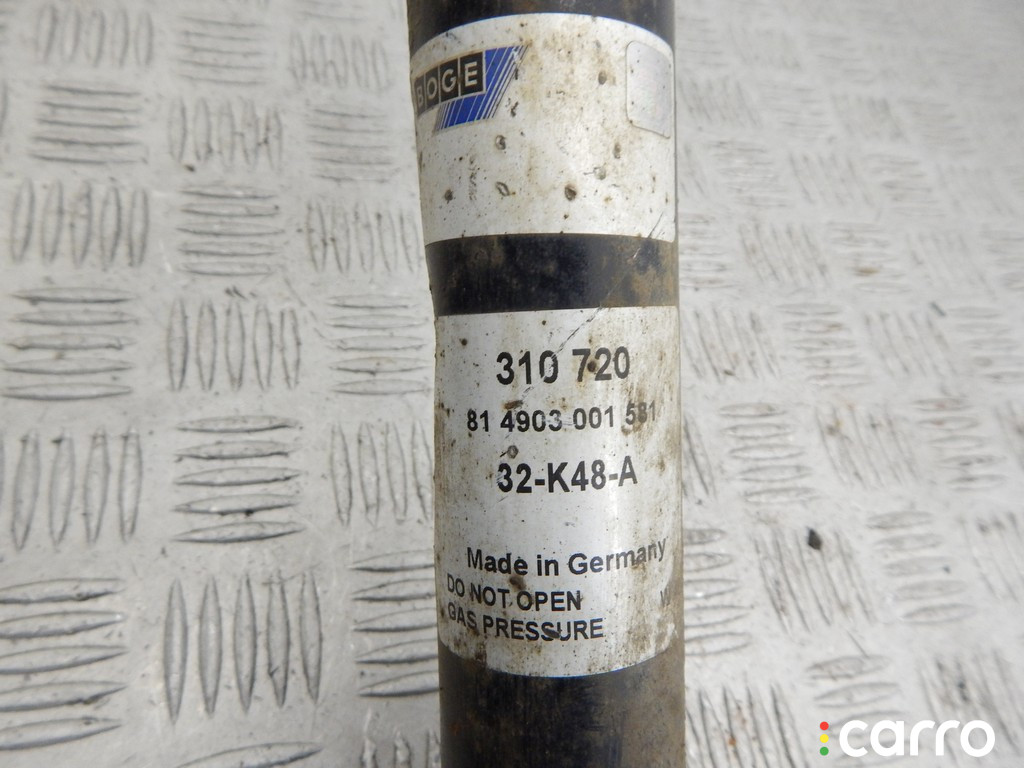 BOGE
310 720
81 4903 001 581
32-K48-A
Made in Germany
DO NOT OPEN
GAS PRESSURE
carro